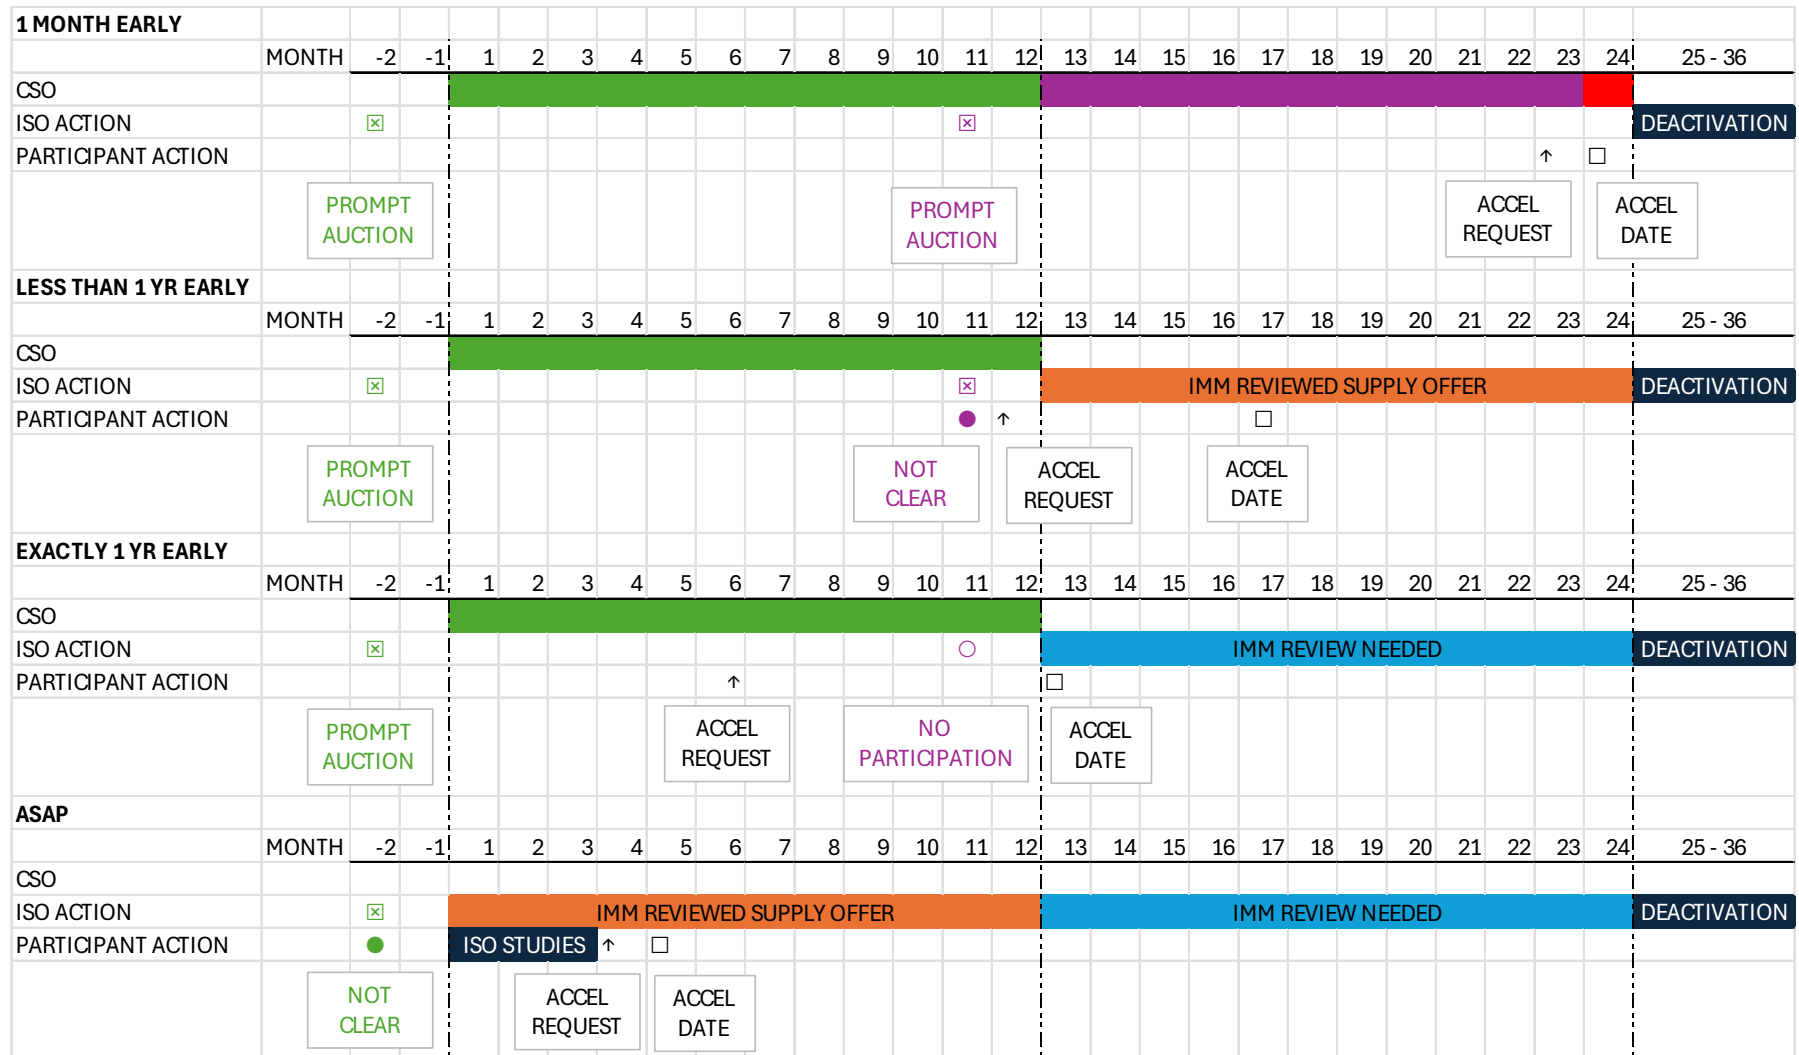 1 MONTH EARLY
MONTH -2 -1 1 2 3 4 5 6 7 8 9 10 11 12 13 14 15 16 17 18 19 20 21 22 23 24 25 - 36
CSO
ISO ACTION DEACTIVATION
PARTICIPANT ACTION
PROMPT
AUCTION
PROMPT
AUCTION
ACCEL
REQUEST
ACCEL
DATE
LESS THAN 1 YR EARLY
MONTH -2 -1 1 2 3 4 5 6 7 8 9 10 11 12 13 14 15 16 17 18 19 20 21 22 23 24 25 - 36
CSO
ISO ACTION IMM REVIEWED SUPPLY OFFER DEACTIVATION
PARTICIPANT ACTION
PROMPT
AUCTION
NOT
CLEAR
ACCEL
REQUEST
ACCEL
DATE
EXACTLY 1 YR EARLY
MONTH -2 -1 1 2 3 4 5 6 7 8 9 10 11 12 13 14 15 16 17 18 19 20 21 22 23 24 25 - 36
CSO
ISO ACTION IMM REVIEW NEEDED DEACTIVATION
PARTICIPANT ACTION
PROMPT
AUCTION
ACCEL
REQUEST
NO
PARTICIPATION
ACCEL
DATE
ASAP
MONTH -2 -1 1 2 3 4 5 6 7 8 9 10 11 12 13 14 15 16 17 18 19 20 21 22 23 24 25 - 36
CSO
ISO ACTION IMM REVIEWED SUPPLY OFFER IMM REVIEW NEEDED DEACTIVATION
PARTICIPANT ACTION ISO STUDIES
NOT
CLEAR
ACCEL
REQUEST
ACCEL
DATE